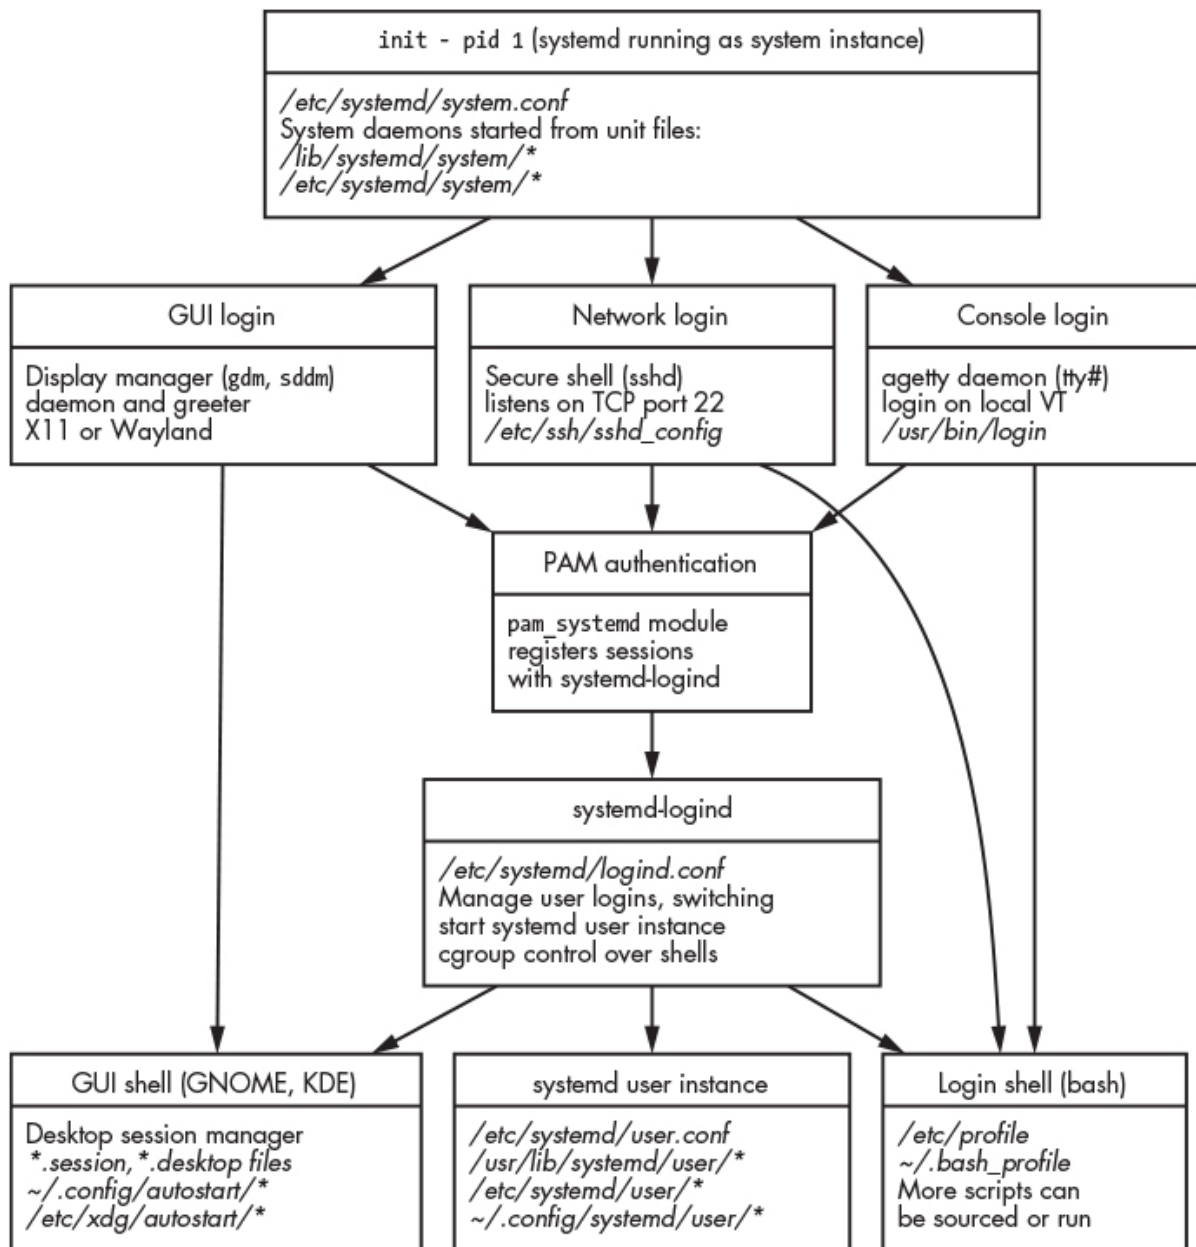 init - pid 1 (systemd running as system instance)
/etc/systemd/system.conf
System daemons started from unit files:
/lib/systemd/system/*
/etc/systemd/system/*
GUI login
Display manager (gdm, sddm)
daemon and greeter
X11 or Wayland
Network login
Secure shell (sshd)
listens on TCP port 22
/etc/ssh/sshd_config
Console login
agetty daemon (tty#)
login on local VT
/usr/bin/login
PAM authentication
pam_systemd module
registers sessions
with systemd-logind
systemd-logind
/etc/systemd/logind.conf
Manage user logins, switching
start systemd user instance
cgroup control over shells
GUI shell (GNOME, KDE)
Desktop session manager
*.session,*.desktop files
~/.config/autostart/*
/etc/xdg/autostart/*
systemd user instance
/etc/systemd/user.conf
/usr/lib/systemd/user/*
/etc/systemd/user/*
~/.config/systemd/user/*
Login shell (bash)
/etc/profile
~/.bash_profile
More scripts can
be sourced or run